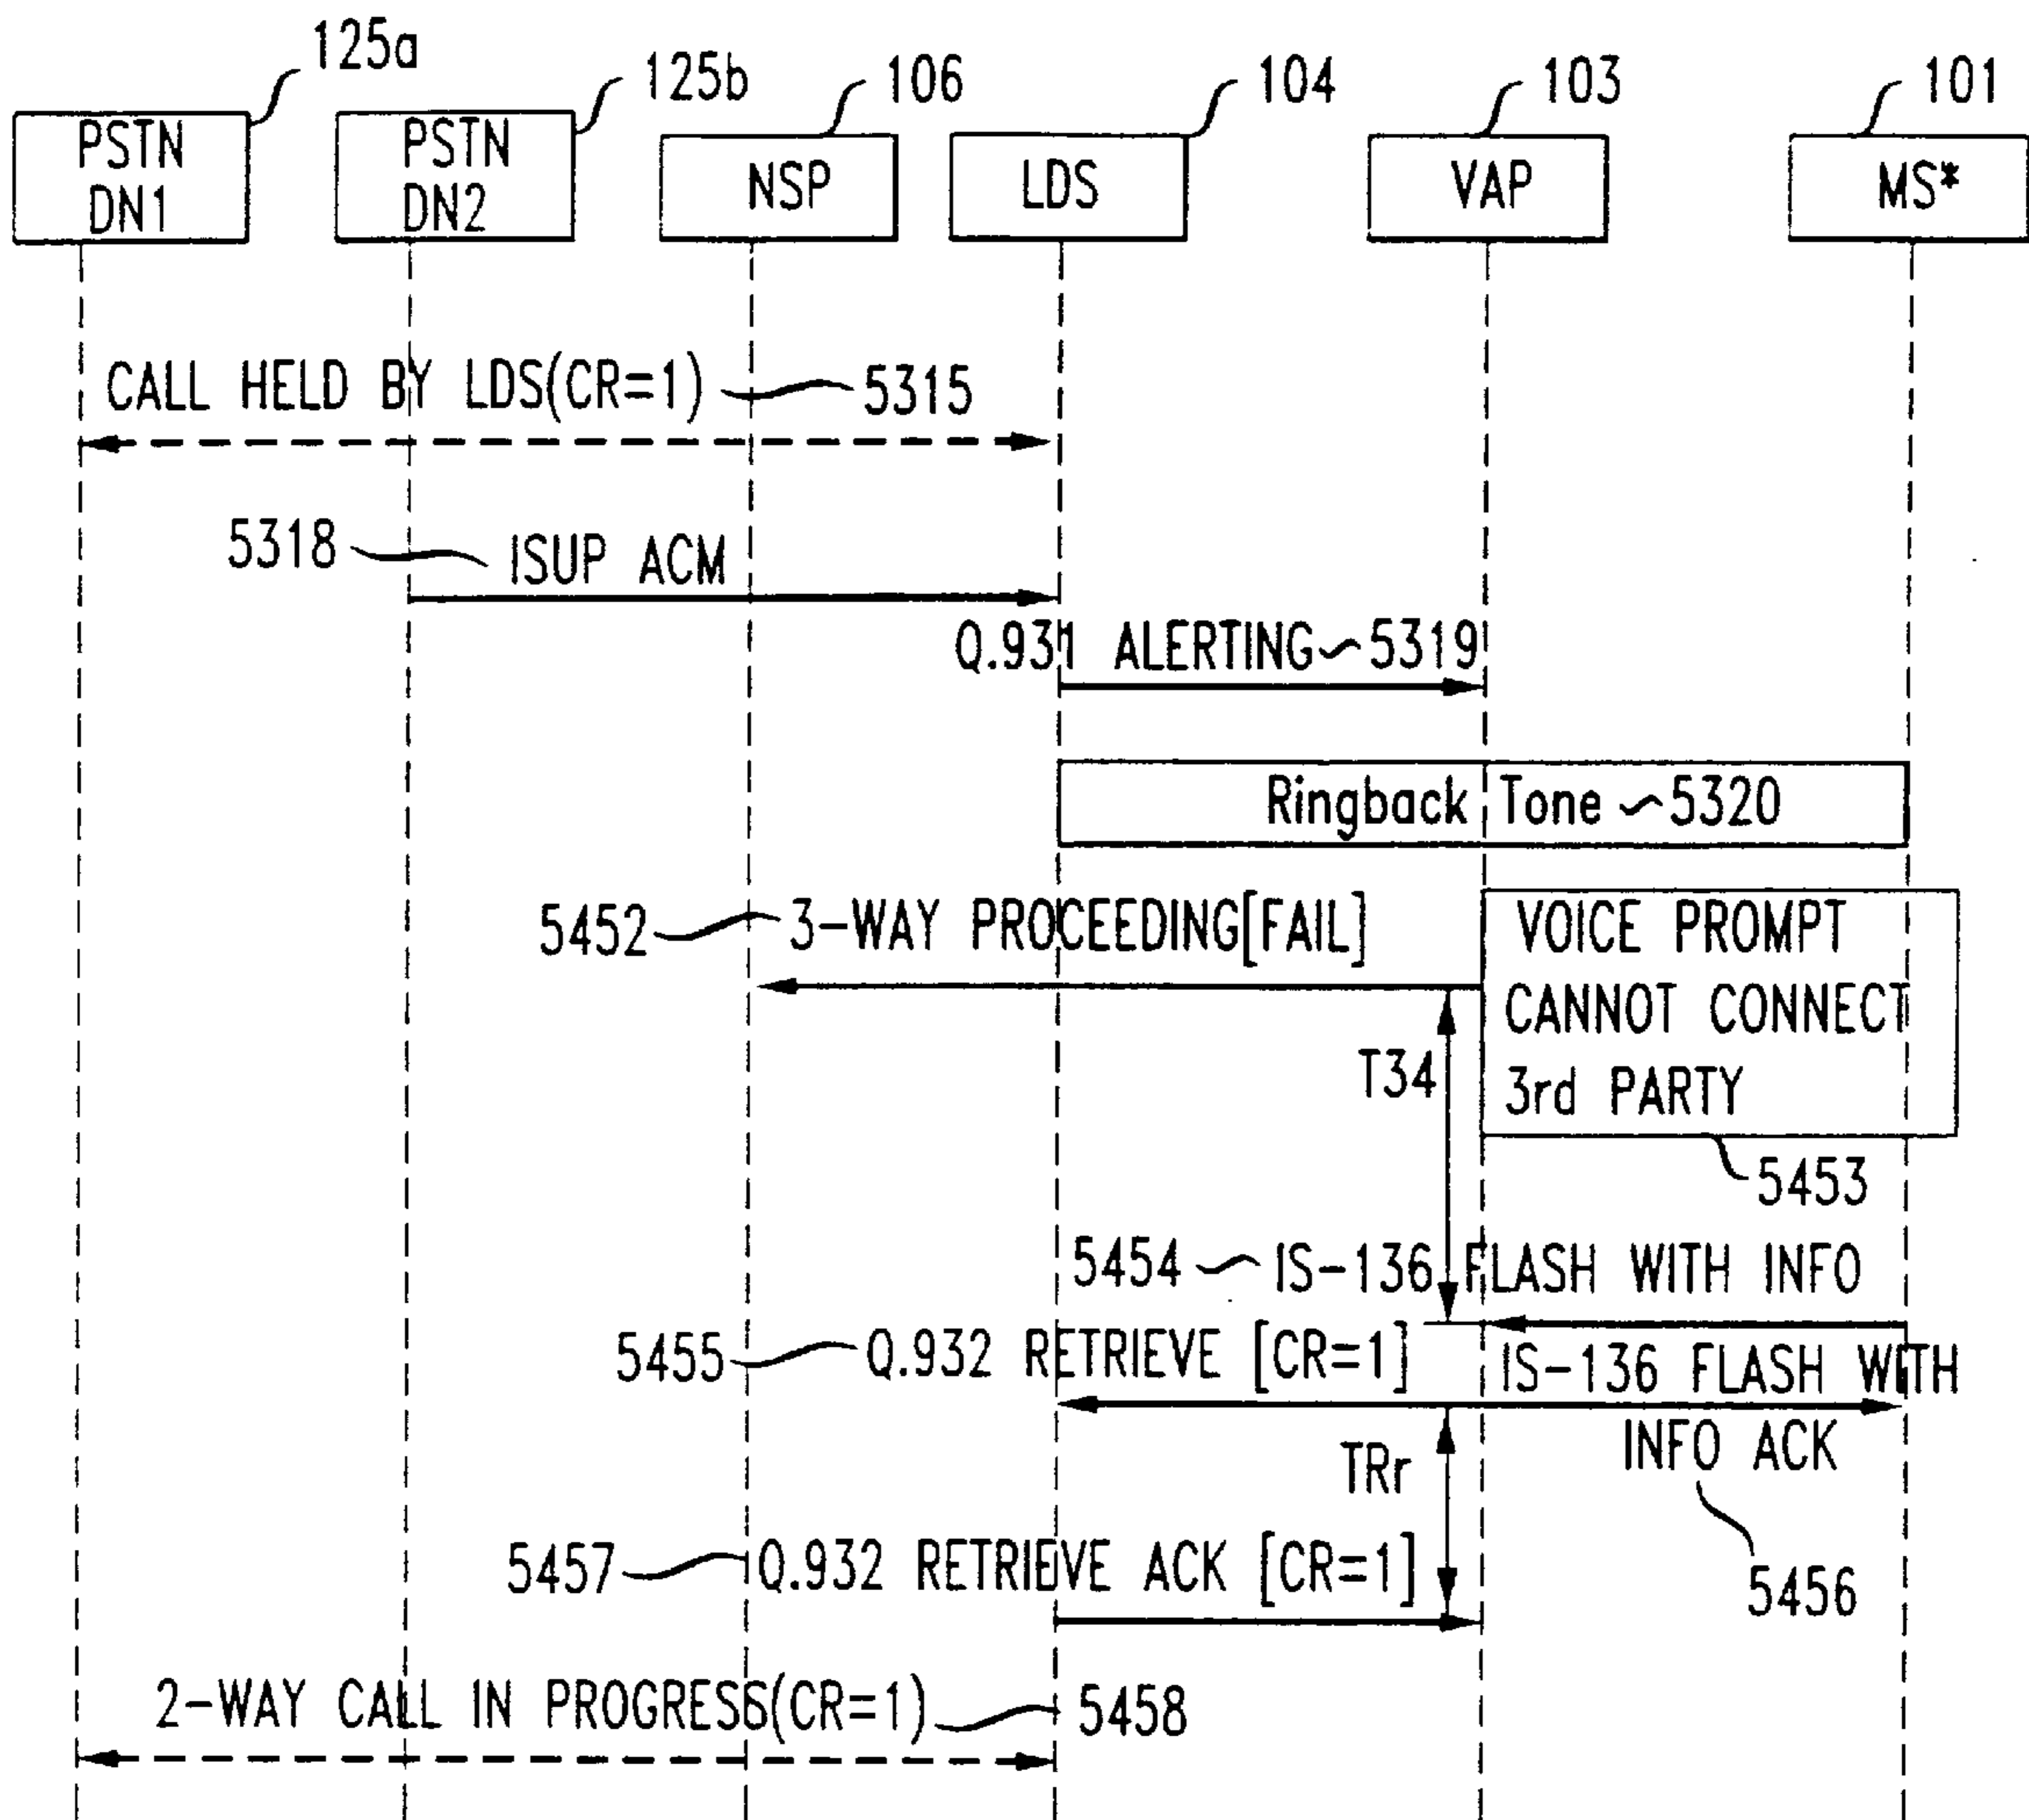 125a
125b
106
104
103
101
PSTN
DN1
PSTN
DN2
NSP
LDS
VAP
MS*
CALL HELD BY LDS(CR=1)
5315
5318
ISUP ACM
Q.931 ALERTING
5319
Ringback Tone
5320
5452
3-WAY PROCEEDING[FAIL]
VOICE PROMPT
CANNOT CONNECT
3rd PARTY
T34
5453
5454
IS-136 FLASH WITH INFO
5455
Q.932 RETRIEVE [CR=1]
IS-136 FLASH WITH
INFO ACK
TRr
5456
5457
Q.932 RETRIEVE ACK [CR=1]
2-WAY CALL IN PROGRESS(CR=1)
5458